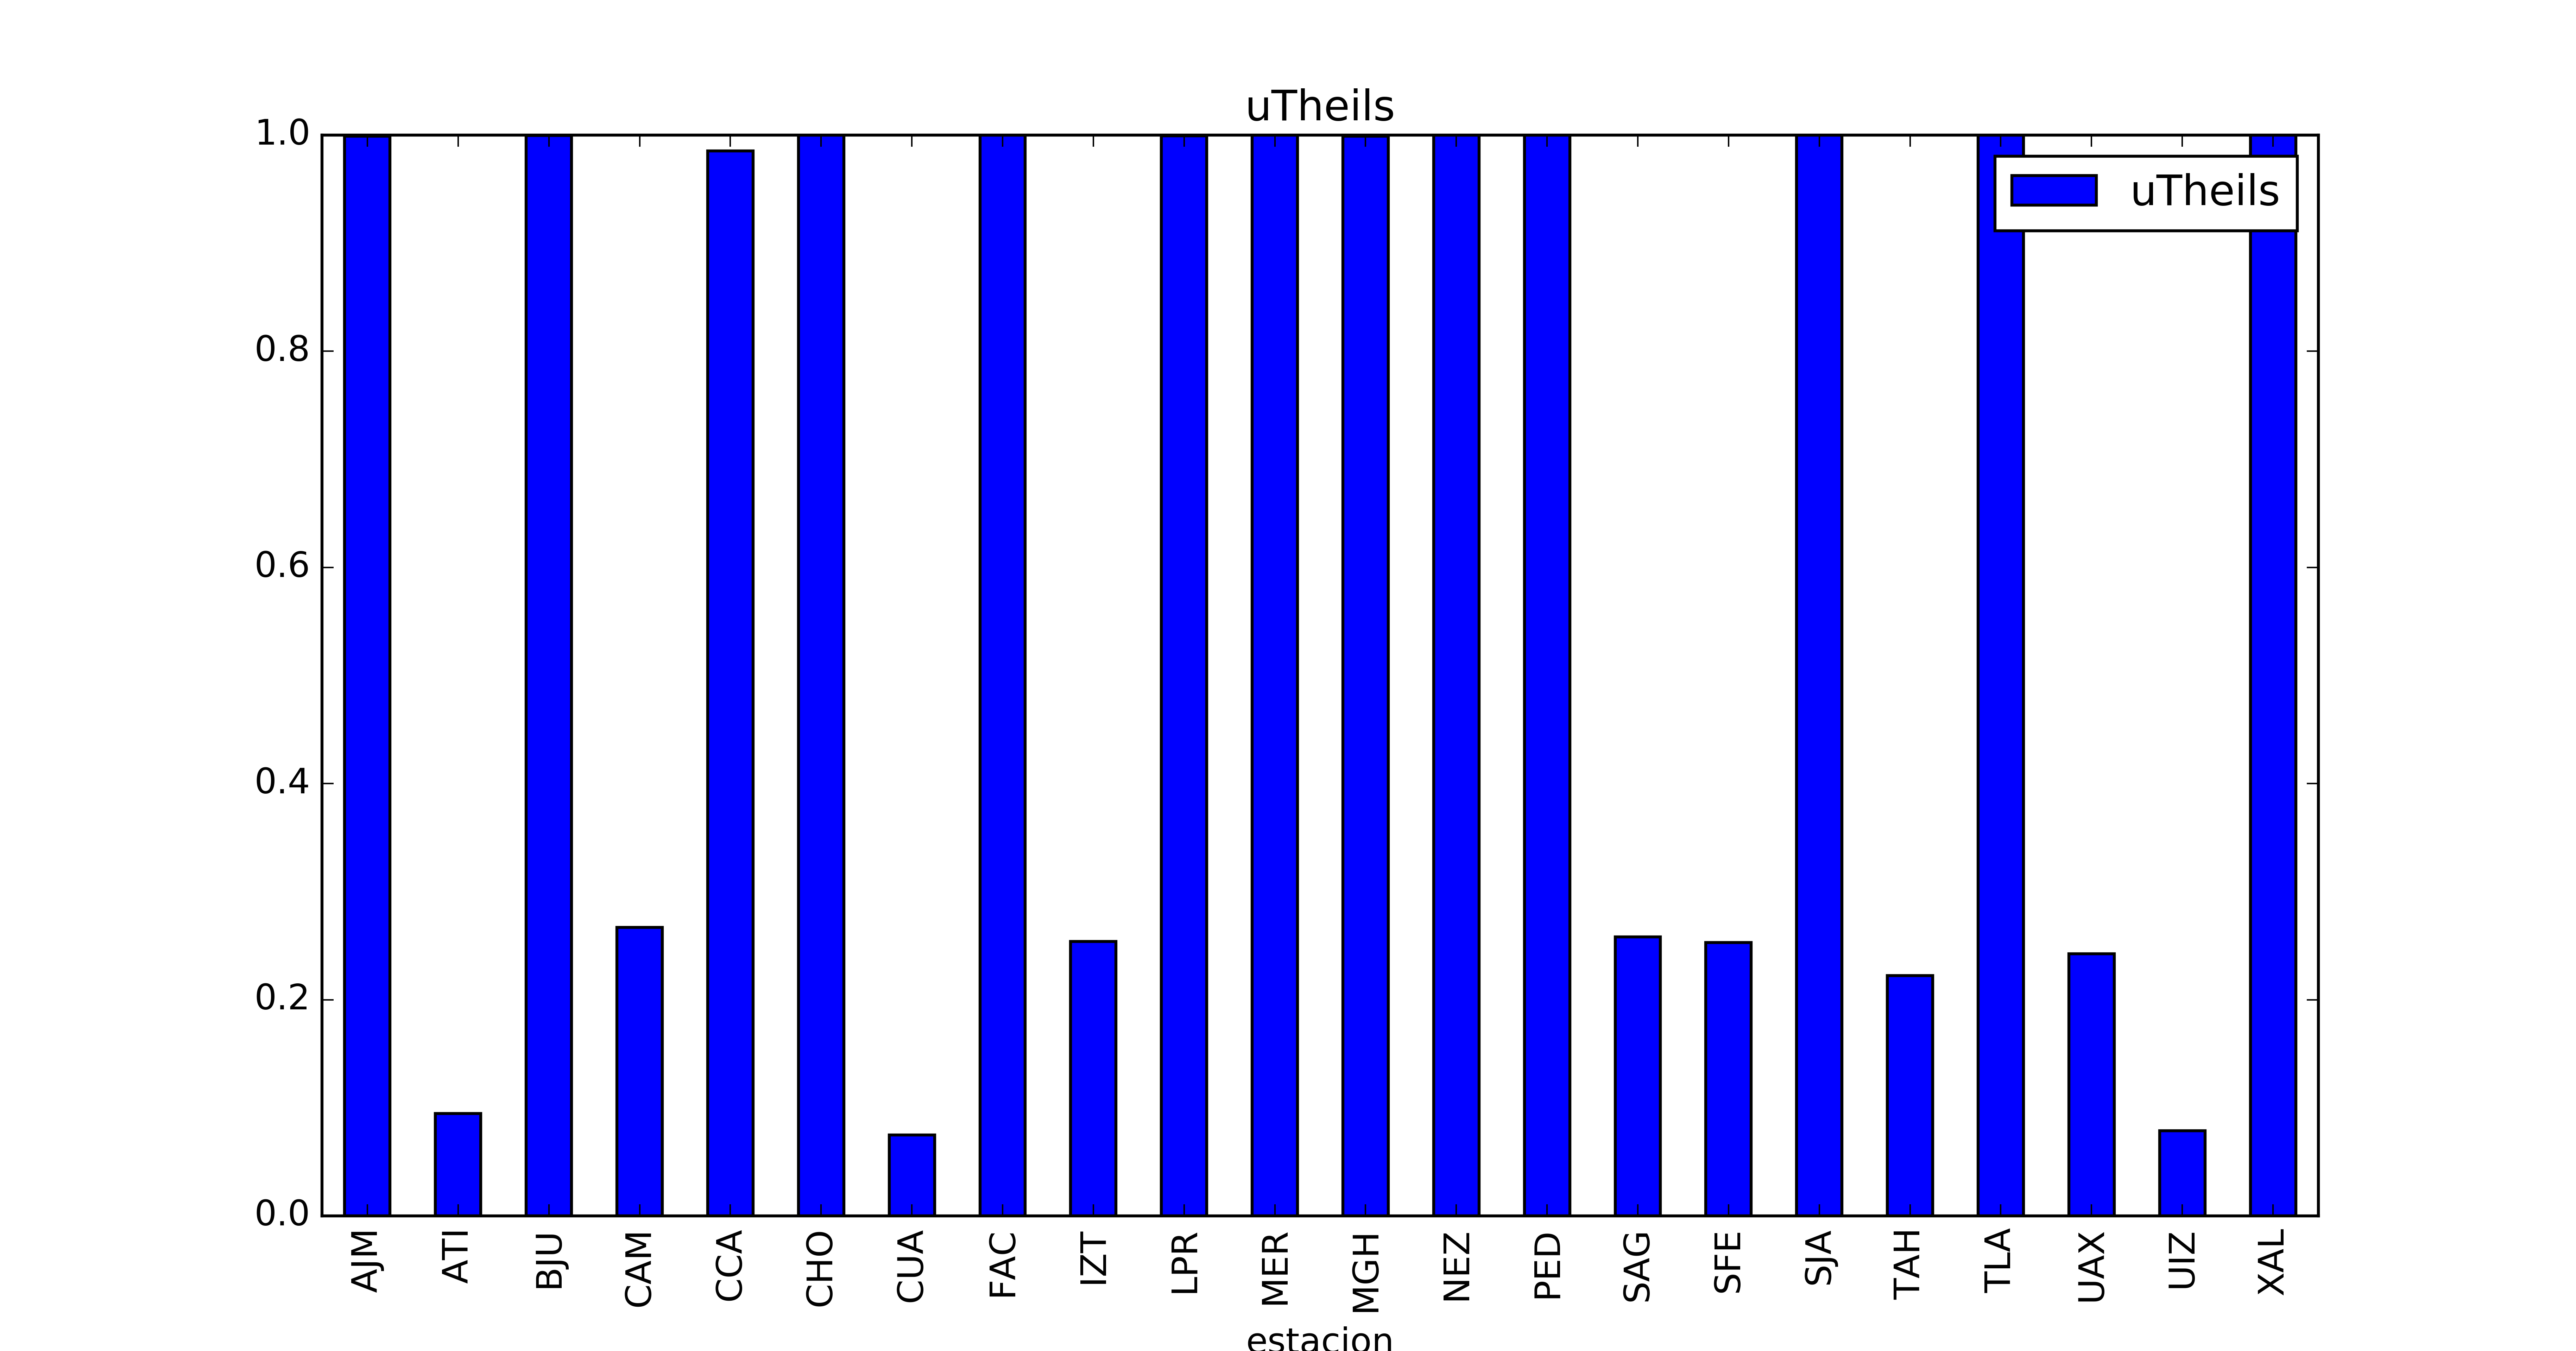 uTheils
1.0
0.8
0.6
0.4
0.2
0.0
uTheils
AJM
ATI
BJU
CAM
CCA
CHO
CUA
FAC
IZT
LPR
MER
MGH
NEZ
PED
SAG
SFE
SJA
TAH
TLA
UAX
UIZ
XAL
estacion